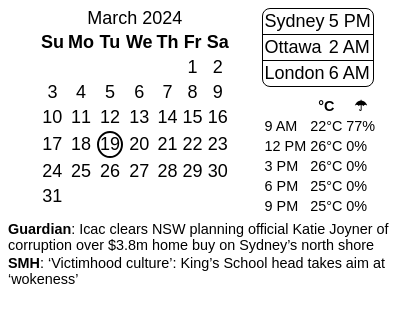 March 2024
Su Mo Tu We Th Fr Sa
1 2
3 4 5 6 7 8 9
10 11 12 13 14 15 16
17 18 19 20 21 22 23
24 25 26 27 28 29 30
31
Sydney 5 PM
Ottawa 2 AM
London 6 AM
°C ☂
9 AM 22°C 77%
12 PM 26°C 0%
3 PM 26°C 0%
6 PM 25°C 0%
9 PM 25°C 0%
Guardian: Icac clears NSW planning official Katie Joyner of
corruption over $3.8m home buy on Sydney’s north shore
SMH: ‘Victimhood culture’: King’s School head takes aim at
‘wokeness’